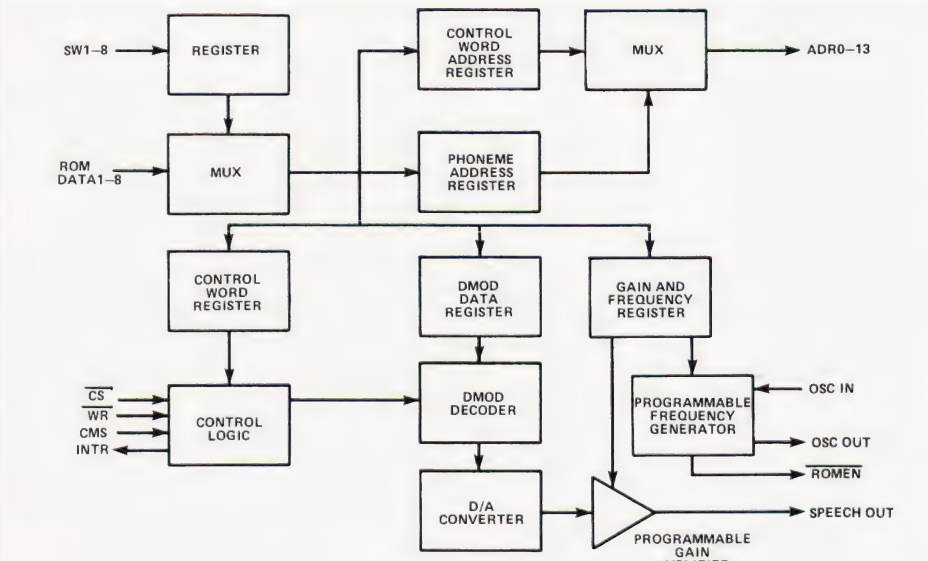 SW1–8
REGISTER
CONTROL
WORD
ADDRESS
REGISTER
MUX
ADR0–13
ROM
DATA1–8
MUX
PHONEME
ADDRESS
REGISTER
CONTROL
WORD
REGISTER
DMOD
DATA
REGISTER
GAIN AND
FREQUENCY
REGISTER
CS
WR
CMS
INTR
CONTROL
LOGIC
DMOD
DECODER
PROGRAMMABLE
FREQUENCY
GENERATOR
OSC IN
OSC OUT
ROMEN
D/A
CONVERTER
SPEECH OUT
PROGRAMMABLE
GAIN